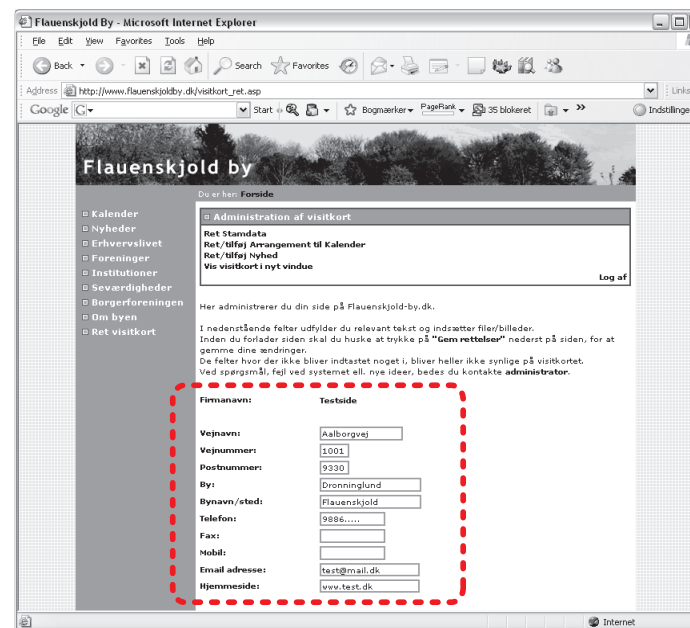 Flauenskjold By - Microsoft Internet Explorer
File Edit View Favorites Tools Help
Back Search Favorites
Address http://www.flauenskjoldby.dk/visitkort_ret.asp Links
Google G Start Bogmærker PageRank 35 blokeret » Indstillinge
Flauenskjold by
Du er her: Forside
Kalender
Nyheder
Erhvervslivet
Foreninger
Institutioner
Seværdigheder
Borgerforeningen
Om byen
Ret visitkort
Administration af visitkort
Ret Stamdata
Ret/tilføj Arrangement til Kalender
Ret/tilføj Nyhed
Vis visitkort i nyt vindue
Log af
Her administrerer du din side på Flauenskjold-by.dk.
I nedenstående felter udfylder du relevant tekst og indsætter filer/billeder.
Inden du forlader siden skal du huske at trykke på "Gem rettelser" nederst på siden, for at
gemme dine ændringer.
De felter hvor der ikke bliver indtastet noget i, bliver heller ikke synlige på visitkortet.
Ved spørgsmål, fejl ved systemet ell. nye ideer, bedes du kontakte administrator.
Firmanavn: Testside
Vejnavn: Aalborgvej
Vejnummer: 1001
Postnummer: 9330
By: Dronninglund
Bynavn/sted: Flauenskjold
Telefon: 9886.....
Fax:
Mobil:
Email adresse: test@mail.dk
Hjemmeside: www.test.dk
Internet